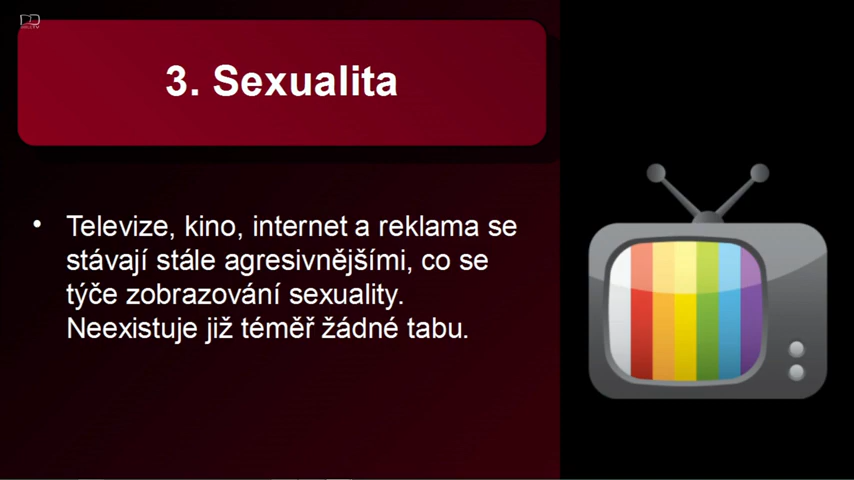 3. Sexualita
• Televize, kino, internet a reklama se
stávají stále agresivnějšími, co se
týče zobrazování sexuality.
Neexistuje již téměř žádné tabu.